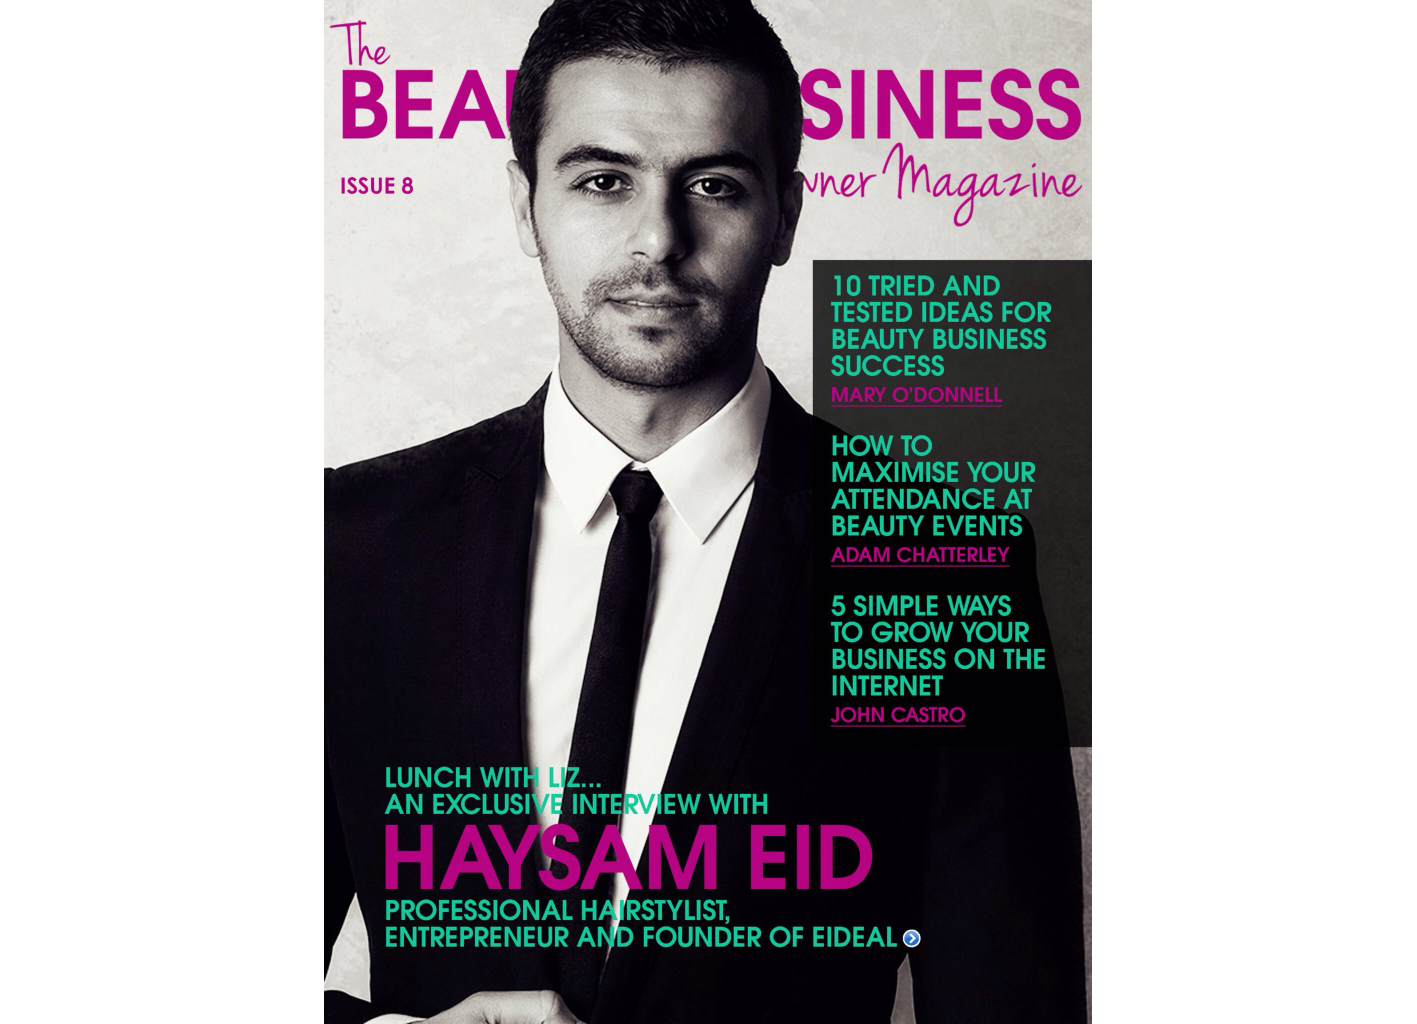 The
BEAU SINESS
ner Magazine
ISSUE 8
10 TRIED AND
TESTED IDEAS FOR
BEAUTY BUSINESS
SUCCESS
MARY O'DONNELL
HOW TO
MAXIMISE YOUR
ATTENDANCE AT
BEAUTY EVENTS
ADAM CHATTERLEY
5 SIMPLE WAYS
TO GROW YOUR
BUSINESS ON THE
INTERNET
JOHN CASTRO
LUNCH WITH LIZ...
AN EXCLUSIVE INTERVIEW WITH
HAYSAM EID
PROFESSIONAL HAIRSTYLIST,
ENTREPRENEUR AND FOUNDER OF EIDEAL